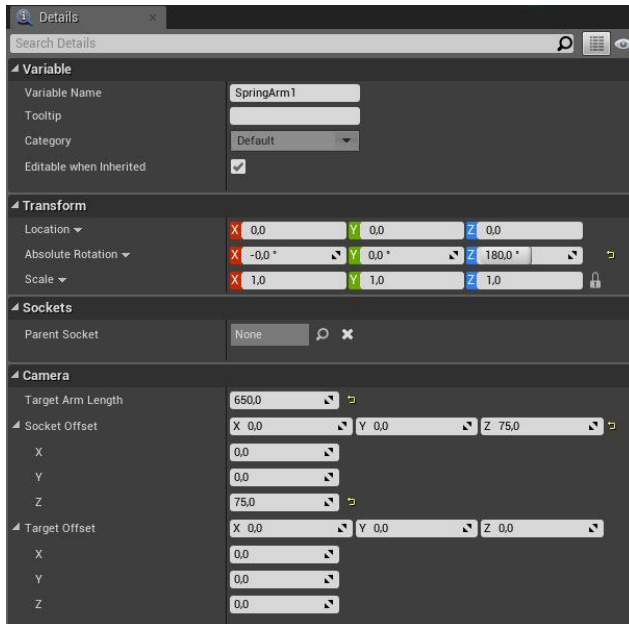 Details
Search Details
Variable
Variable Name SpringArm1
Tooltip
Category Default
Editable when Inherited
Transform
Location X 0,0 Y 0,0 Z 0,0
Absolute Rotation X -0,0 ° Y 0,0 ° Z 180,0 °
Scale X 1,0 Y 1,0 Z 1,0
Sockets
Parent Socket None
Camera
Target Arm Length 650,0
Socket Offset X 0,0 Y 0,0 Z 75,0
X 0,0
Y 0,0
Z 75,0
Target Offset X 0,0 Y 0,0 Z 0,0
X 0,0
Y 0,0
Z 0,0